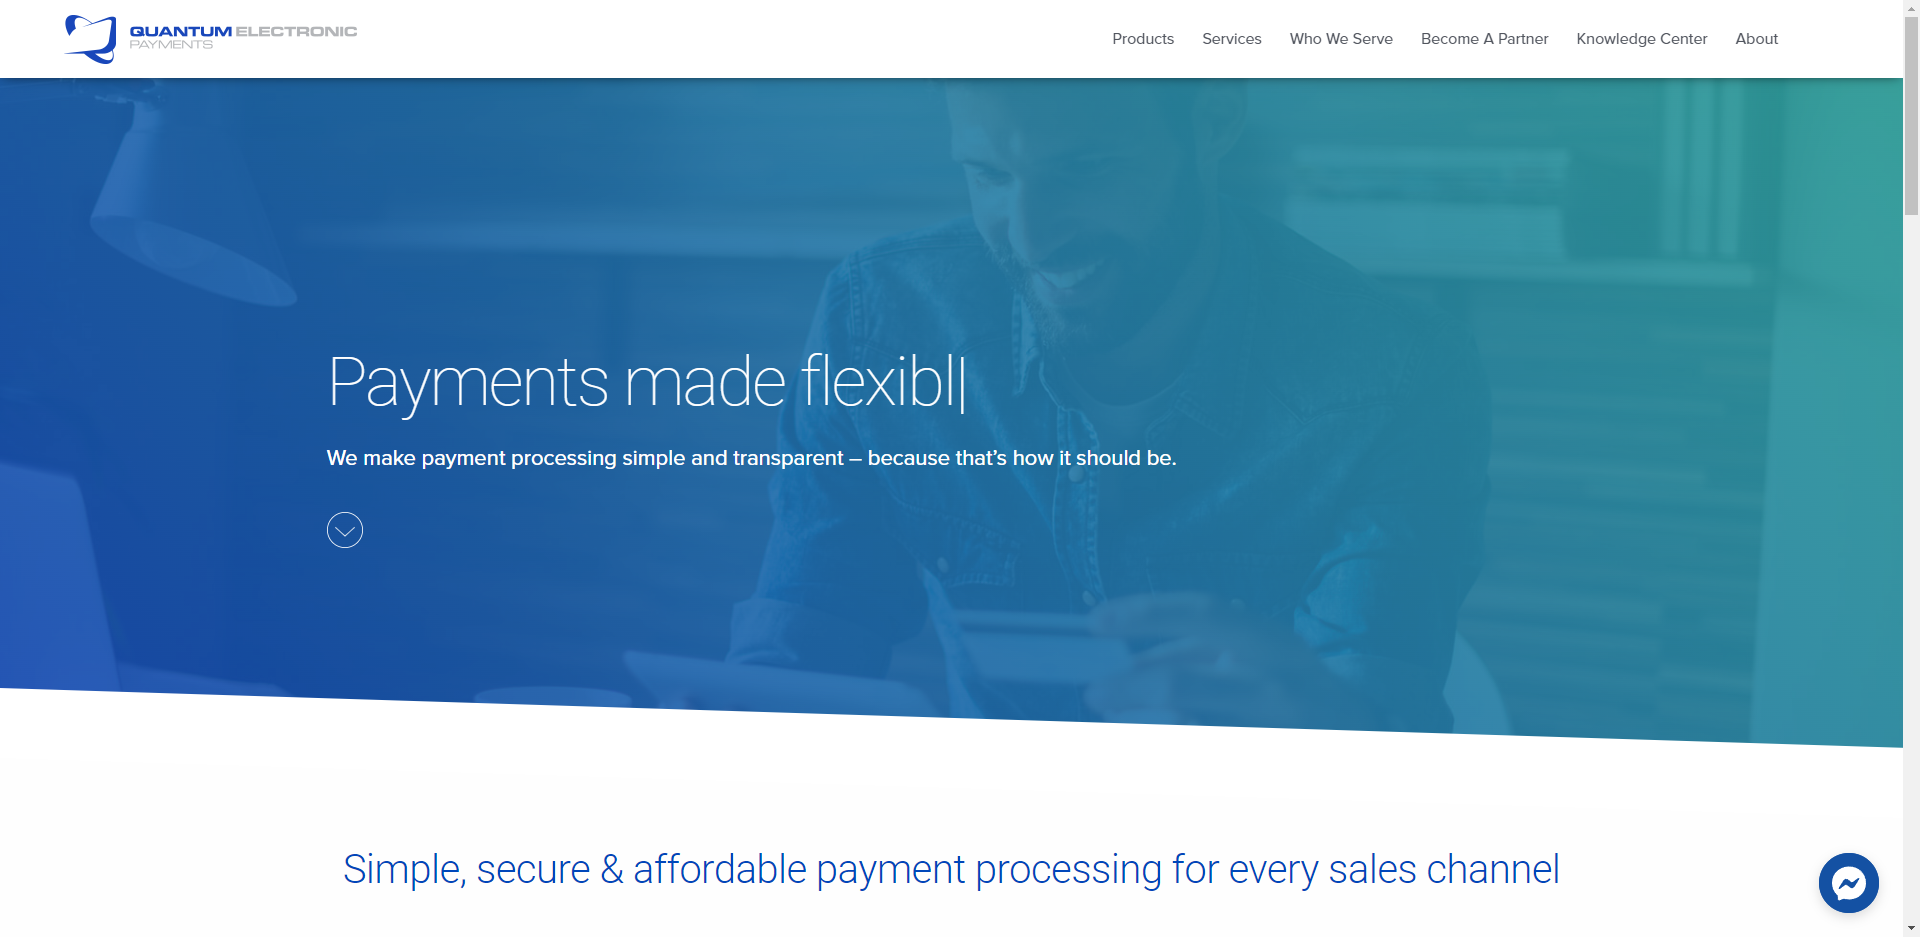 QUANTUM ELECTRONIC
PAYMENTS
Products Services Who We Serve Become A Partner Knowledge Center About
Payments made flexibl
We make payment processing simple and transparent – because that’s how it should be.
Simple, secure & affordable payment processing for every sales channel